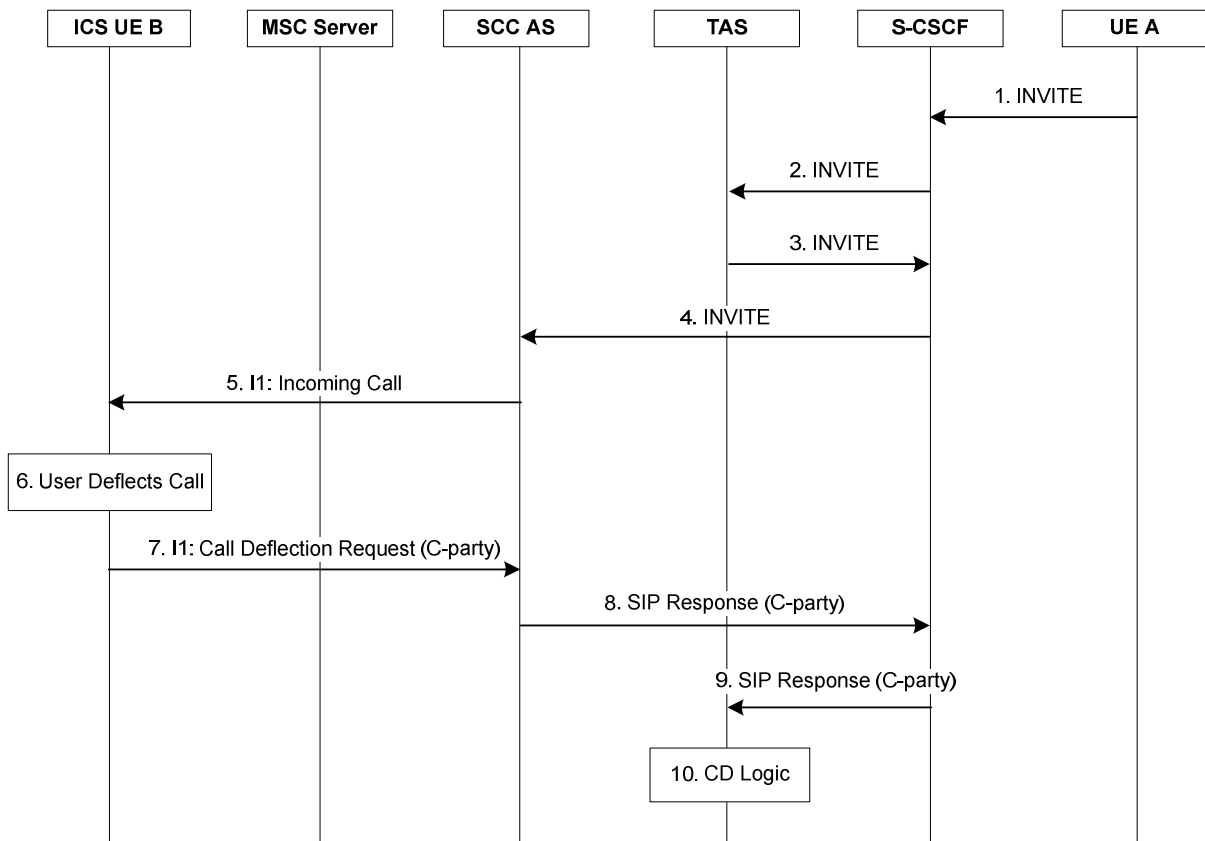 ICS UE B
MSC Server
SCC AS
TAS
S-CSCF
UE A
1. INVITE
2. INVITE
3. INVITE
4. INVITE
5. I1: Incoming Call
6. User Deflects Call
7. I1: Call Deflection Request (C-party)
8. SIP Response (C-party)
9. SIP Response (C-party)
10. CD Logic